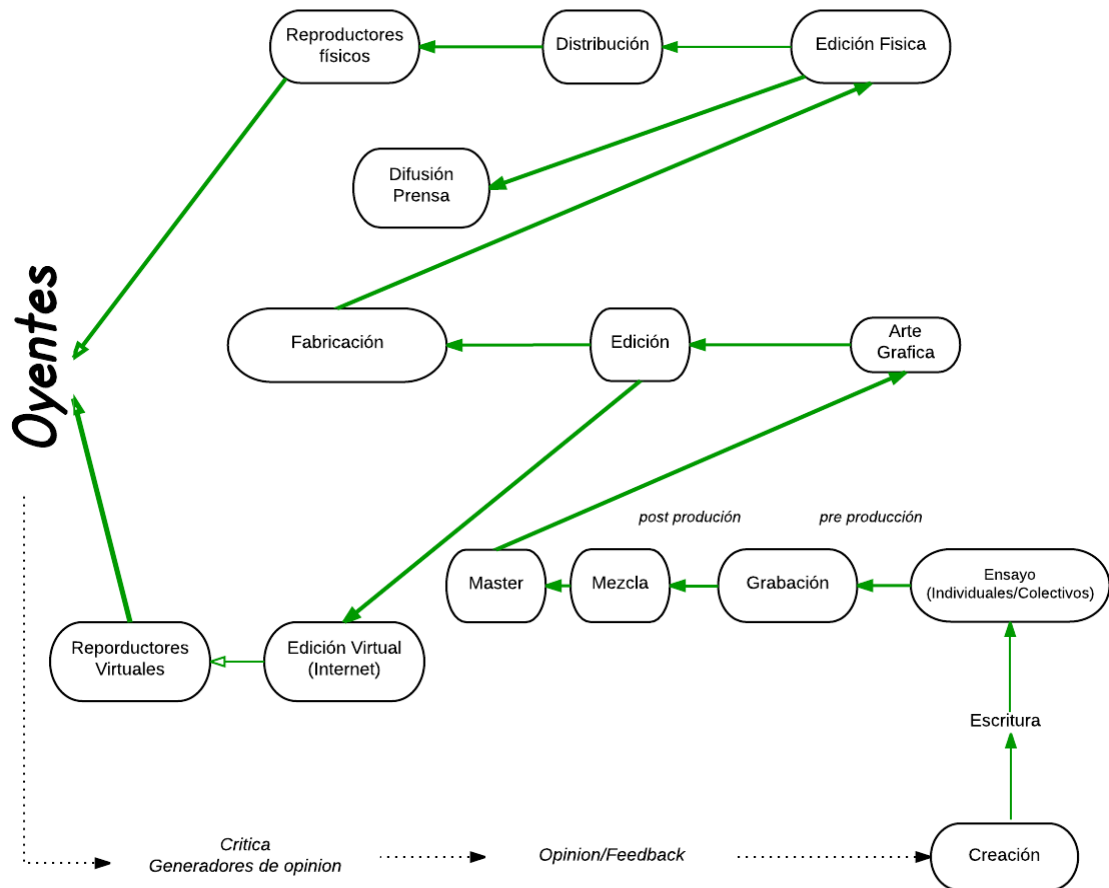 Reproductores
físicos
Distribución
Edición Fisica
Difusión
Prensa
Oyentes
Fabricación
Edición
Arte
Grafica
post produción
pre producción
Master
Mezcla
Grabación
Ensayo
(Individuales/Colectivos)
Reporductores
Virtuales
Edición Virtual
(Internet)
Escritura
Critica
Generadores de opinion
Opinion/Feedback
Creación